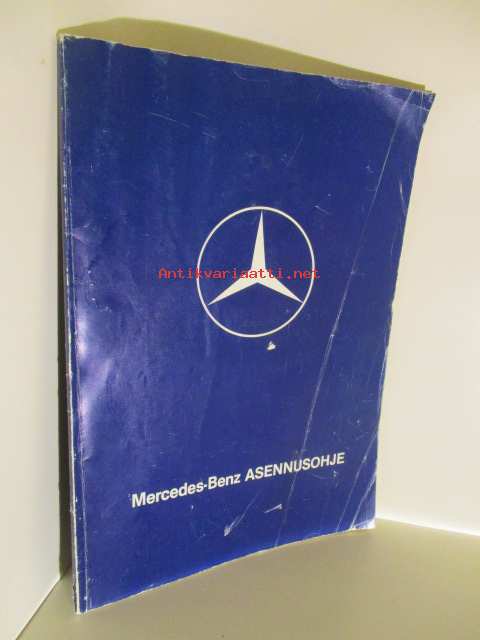 Antikvariaatti.net
Mercedes-Benz ASENNUSOHJE